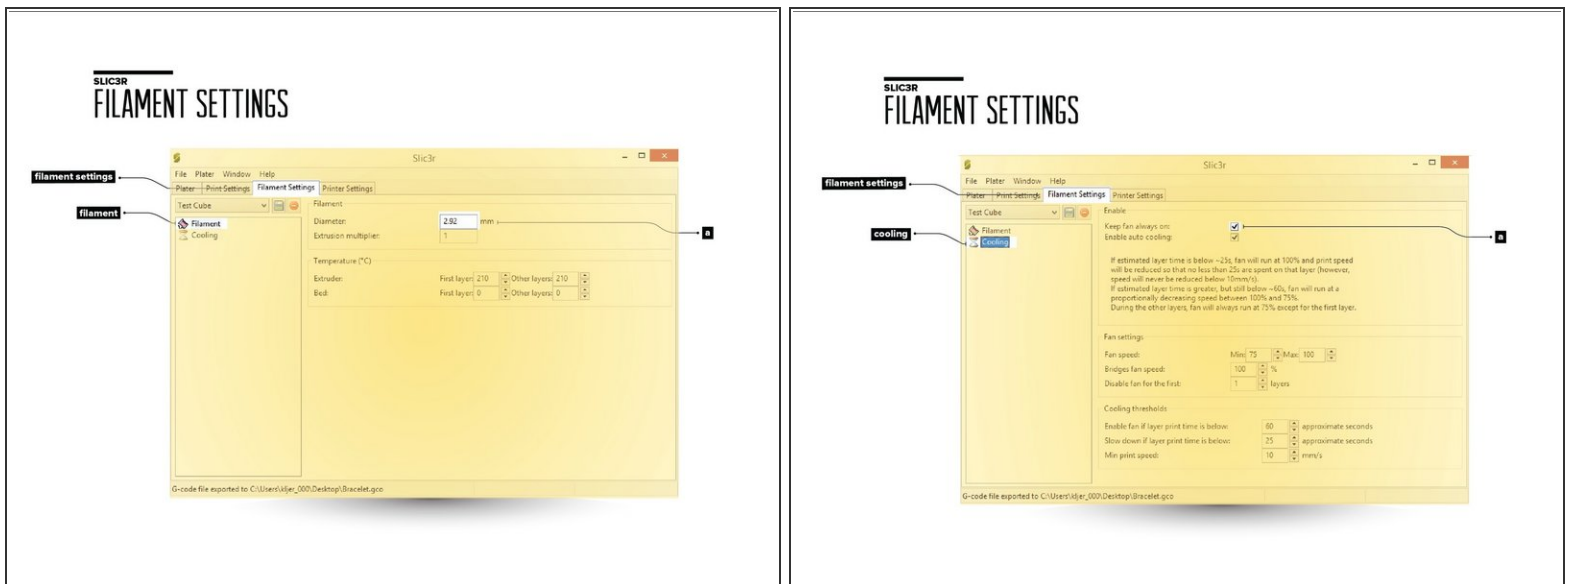 SLIC3R
FILAMENT SETTINGS
Slic3r
File Plater Window Help
filament settings
Plater Print Settings Filament Settings Printer Settings
Test Cube
Filament
filament
Filament
Cooling
Diameter: 2.92 mm
a
Extrusion multiplier: 1
Temperature (°C)
Extruder: First layer: 210 Other layers: 210
Bed: First layer: 0 Other layers: 0
G-code file exported to C:\Users\kljer_000\Desktop\Bracelet.gco
SLIC3R
FILAMENT SETTINGS
Slic3r
File Plater Window Help
filament settings
Plater Print Settings Filament Settings Printer Settings
Test Cube
Enable
Filament
cooling
Cooling
Keep fan always on:
a
Enable auto cooling:
If estimated layer time is below ~25s, fan will run at 100% and print speed
will be reduced so that no less than 25s are spent on that layer (however,
speed will never be reduced below 10mm/s).
If estimated layer time is greater, but still below ~60s, fan will run at a
proportionally decreasing speed between 100% and 75%.
During the other layers, fan will always run at 75% except for the first layer.
Fan settings
Fan speed: Min: 75 Max: 100
Bridges fan speed: 100 %
Disable fan for the first: 1 layers
Cooling thresholds
Enable fan if layer print time is below: 60 approximate seconds
Slow down if layer print time is below: 25 approximate seconds
Min print speed: 10 mm/s
G-code file exported to C:\Users\kljer_000\Desktop\Bracelet.gco